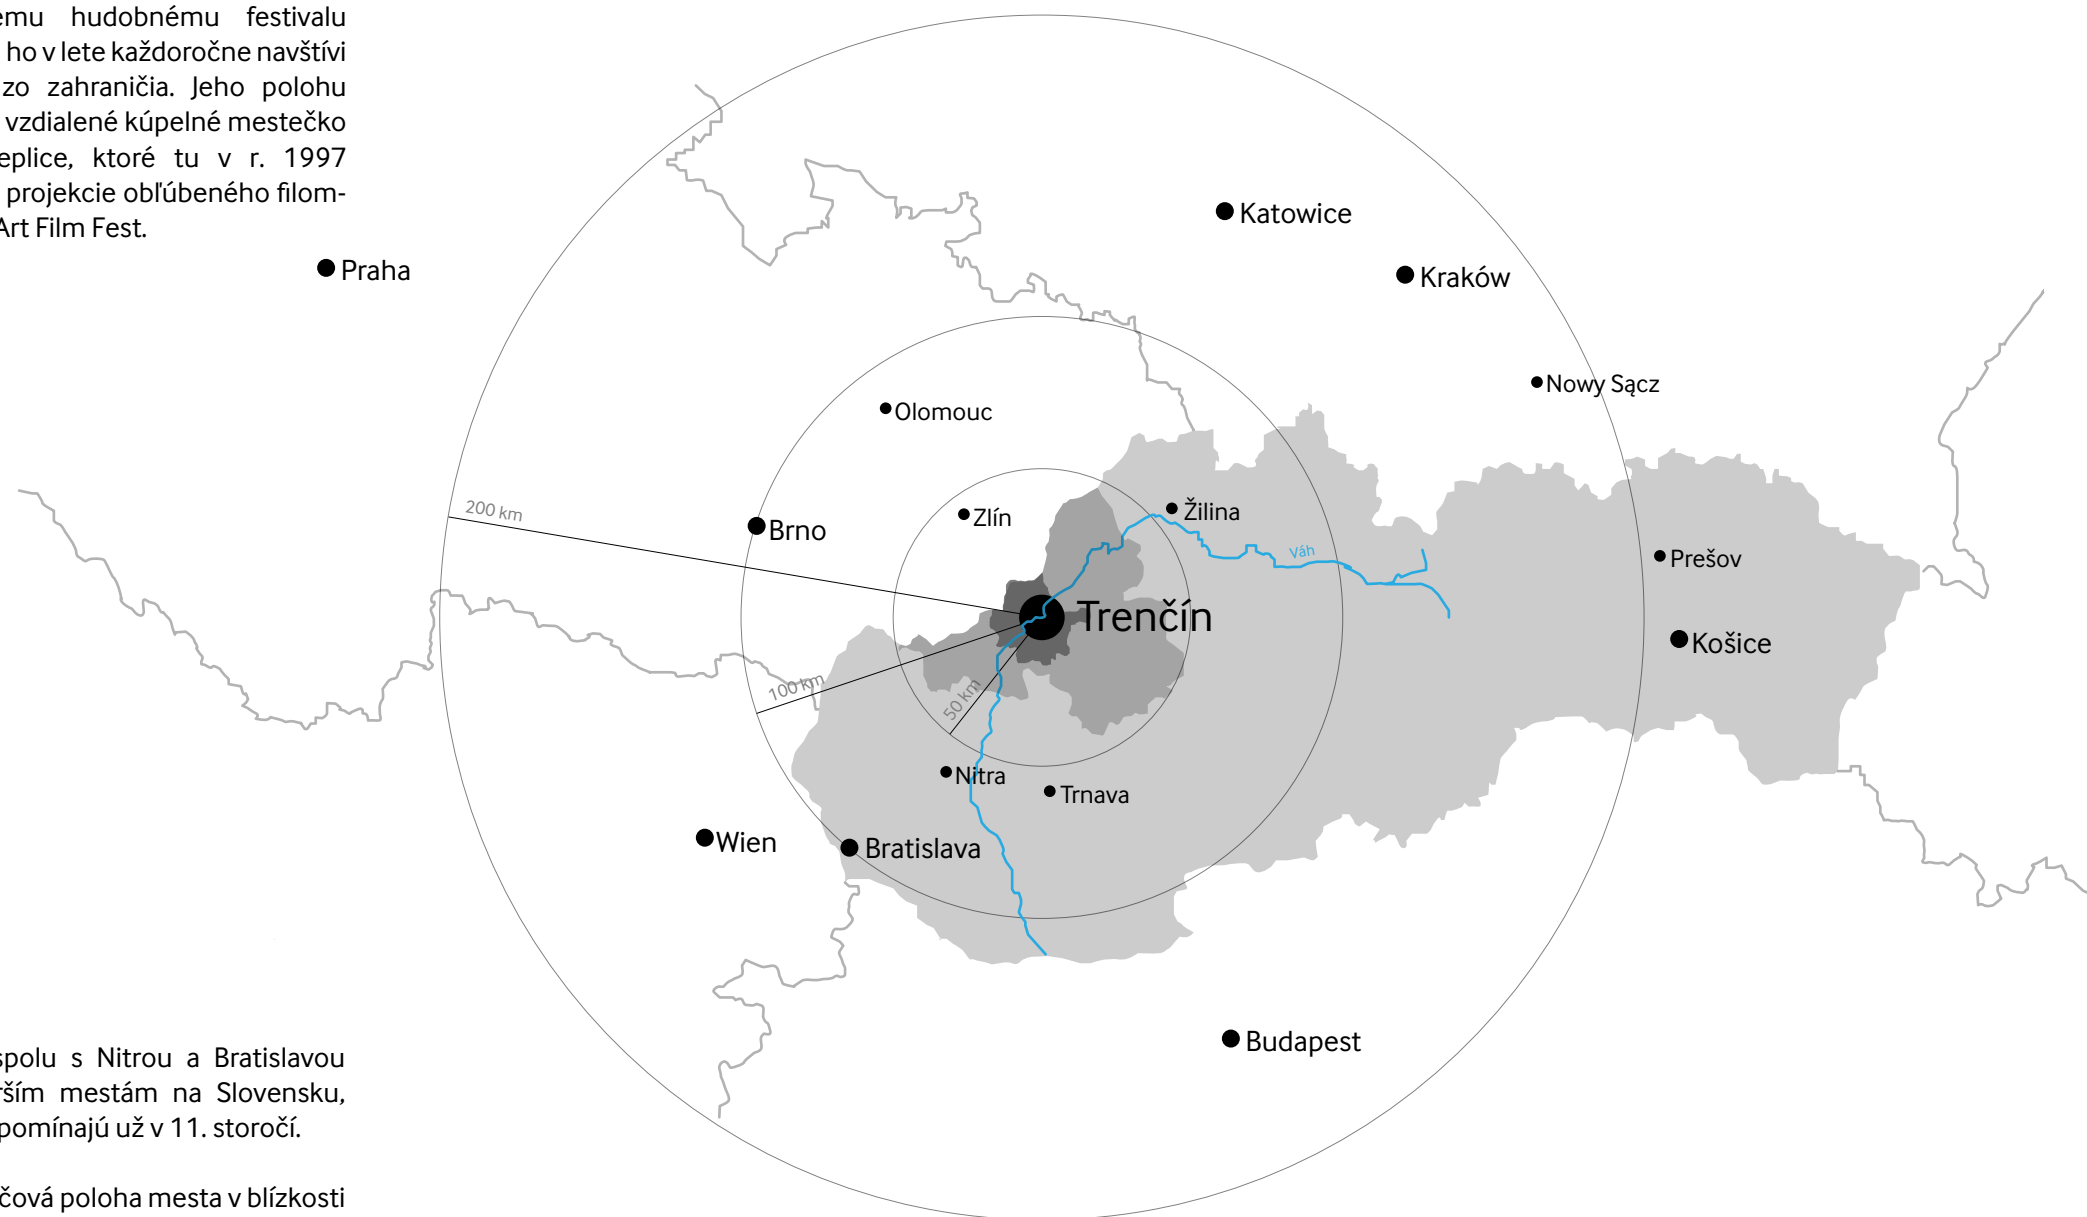 emu hudobnému festivalu
ho v lete každoročne navštívi
zo zahraničia. Jeho polohu
vzdialené kúpelné mestečko
eplice, ktoré tu v r. 1997
projekcie obľúbeného filom-
Art Film Fest.
Katowice
Praha
Kraków
Nowy Sącz
Olomouc
200 km
Brno
Zlín
Žilina
Váh
Prešov
Trenčín
Košice
100 km
50 km
Nitra
Trnava
Wien
Bratislava
Budapest
spolu s Nitrou a Bratislavou
rším mestám na Slovensku,
pomínajú už v 11. storočí.
čová poloha mesta v blízkosti